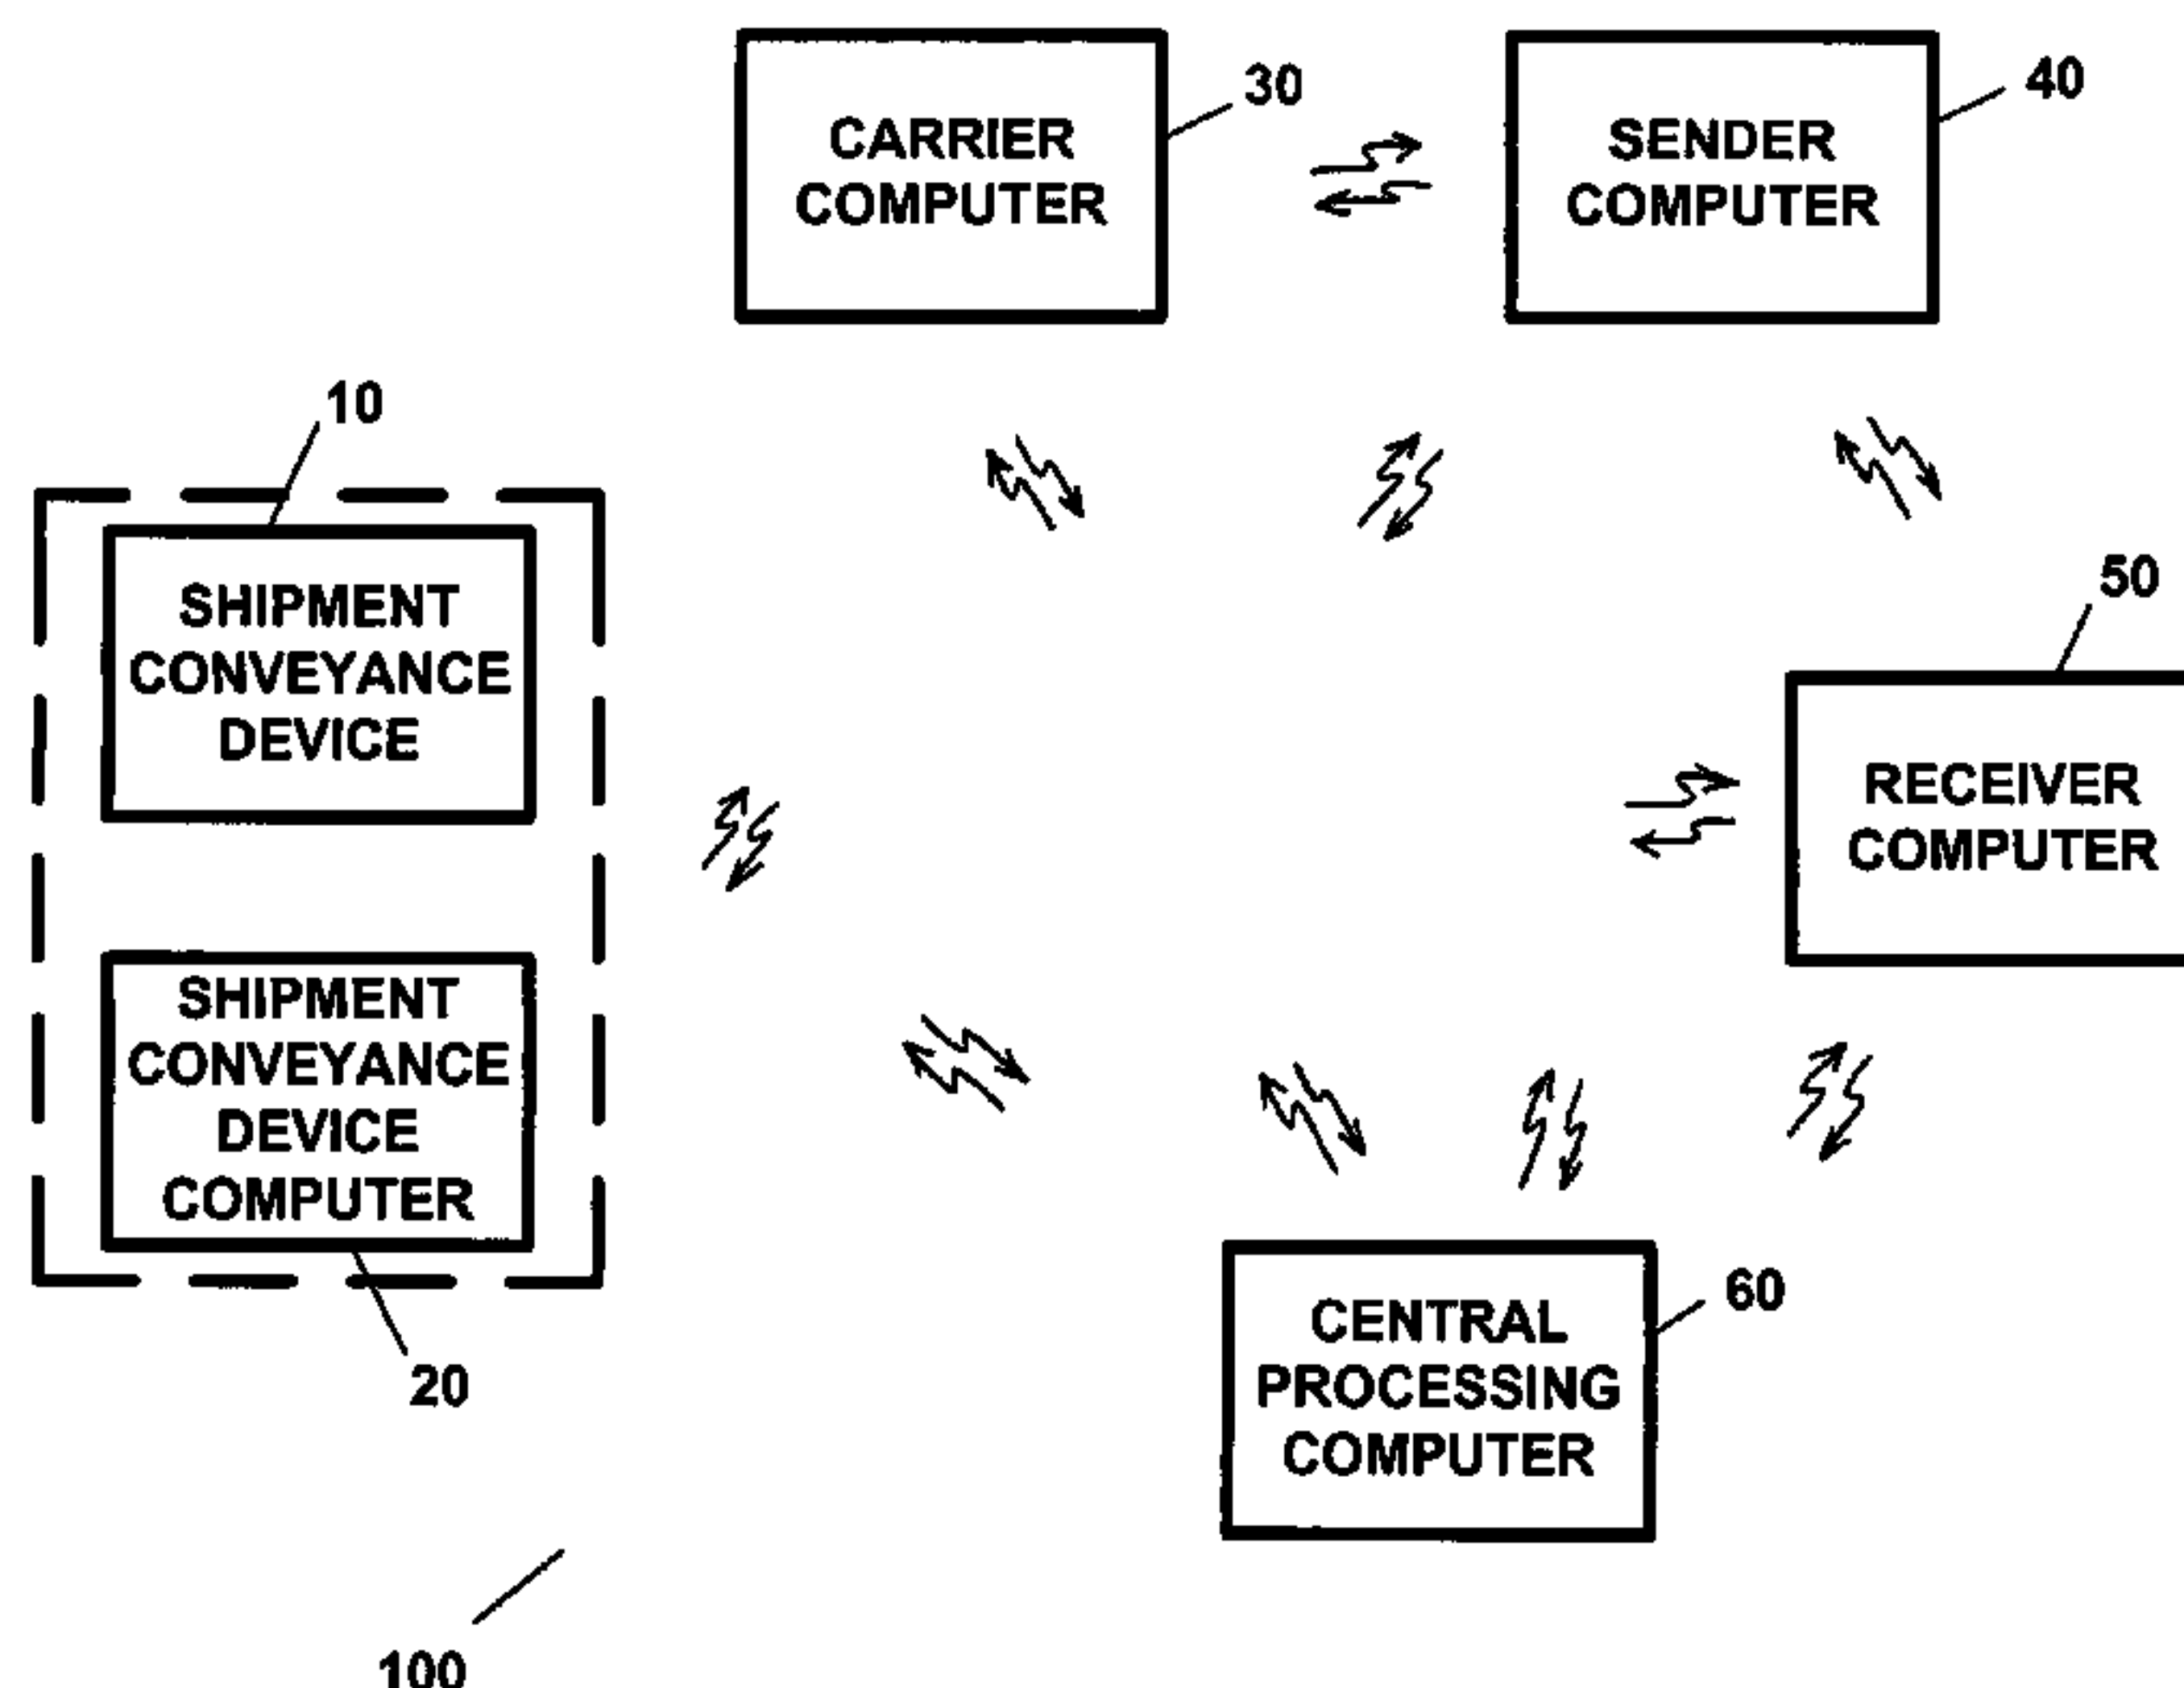 30
CARRIER
COMPUTER
40
SENDER
COMPUTER
10
SHIPMENT
CONVEYANCE
DEVICE
50
RECEIVER
COMPUTER
SHIPMENT
CONVEYANCE
DEVICE
COMPUTER
20
60
CENTRAL
PROCESSING
COMPUTER
100